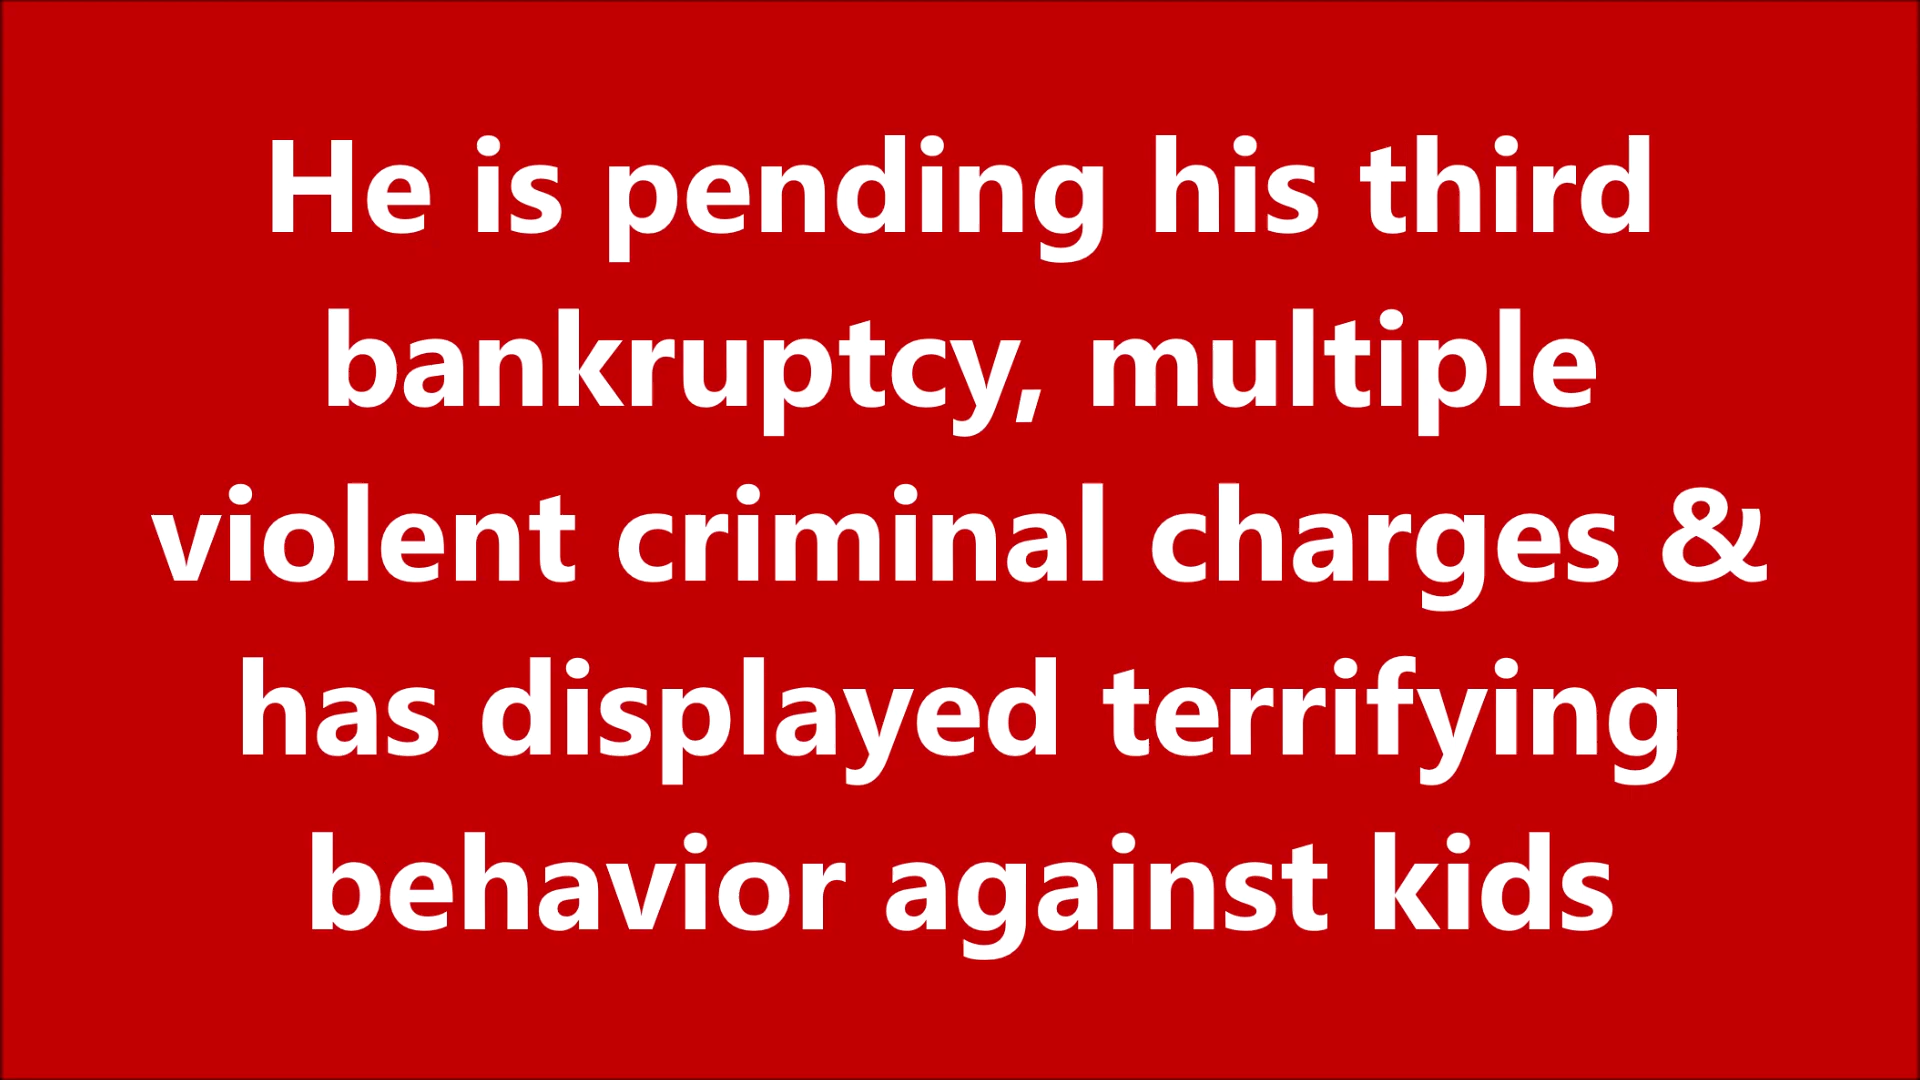 He is pending his third
bankruptcy, multiple
violent criminal charges &
has displayed terrifying
behavior against kids